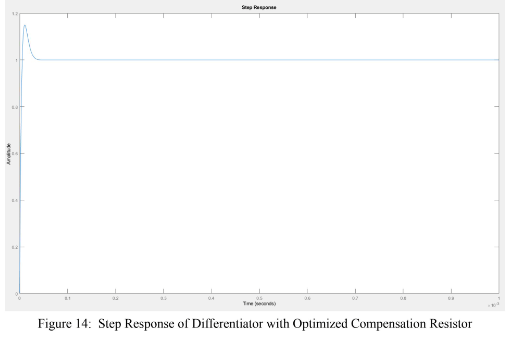 Step Response
1.2
1
0.8
0.6
0.4
0.2
0
Amplitude
0 0.1 0.2 0.3 0.4 0.5 0.6 0.7 0.8 0.9 1
Time (seconds)
Figure 14: Step Response of Differentiator with Optimized Compensation Resistor